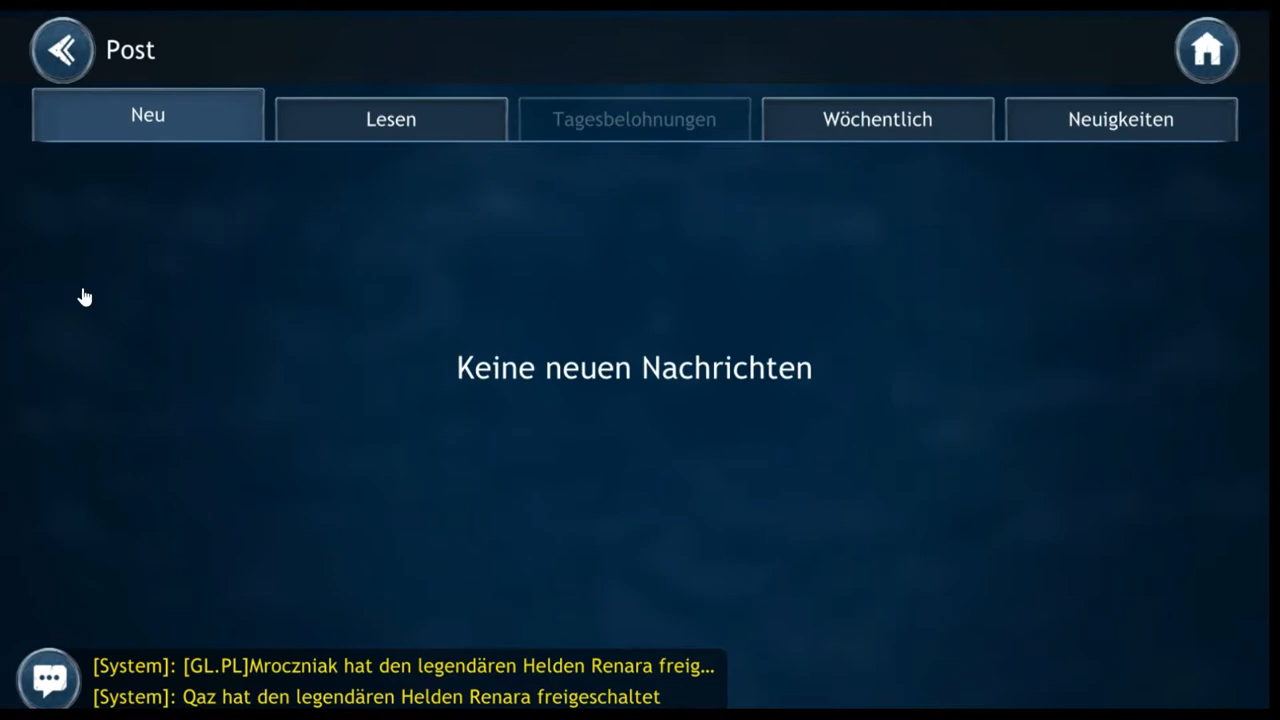 Post
Neu
Lesen
Tagesbelohnungen
Wöchentlich
Neuigkeiten
Keine neuen Nachrichten
[System]: [GL.PL]Mroczniak hat den legendären Helden Renara freig...
[System]: Qaz hat den legendären Helden Renara freigeschaltet